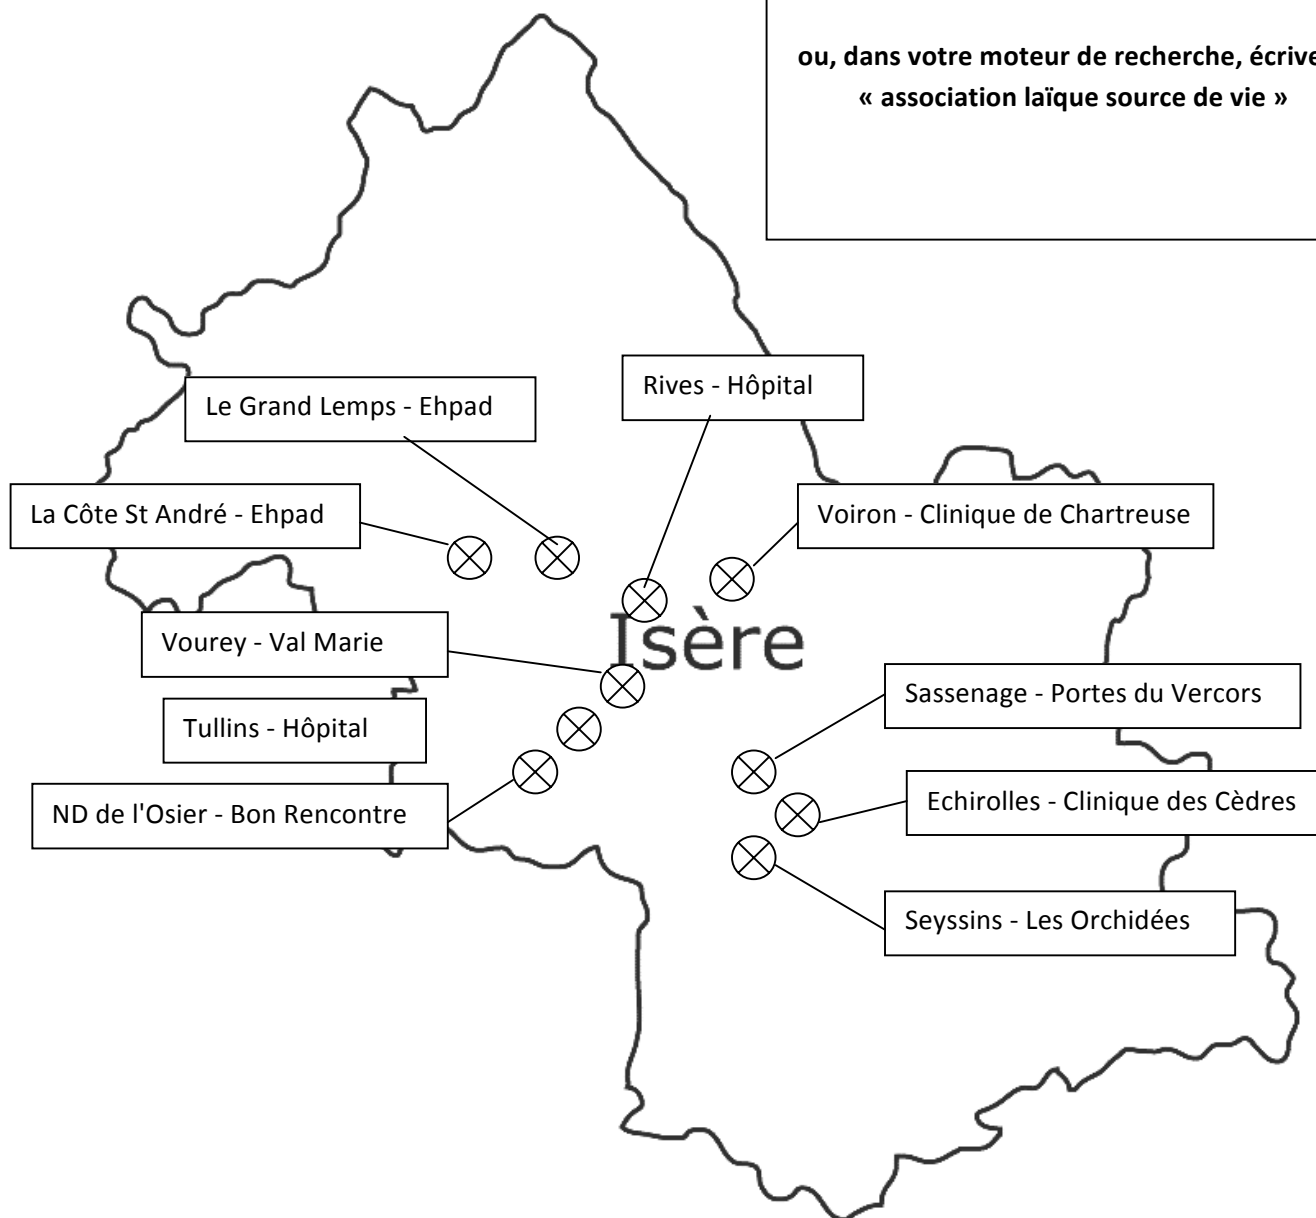 ou, dans votre moteur de recherche, écrive
« association laïque source de vie »
Rives - Hôpital
Le Grand Lemps - Ehpad
La Côte St André - Ehpad
Voiron - Clinique de Chartreuse
Isère
Vourey - Val Marie
Sassenage - Portes du Vercors
Tullins - Hôpital
ND de l'Osier - Bon Rencontre
Echirolles - Clinique des Cèdres
Seyssins - Les Orchidées